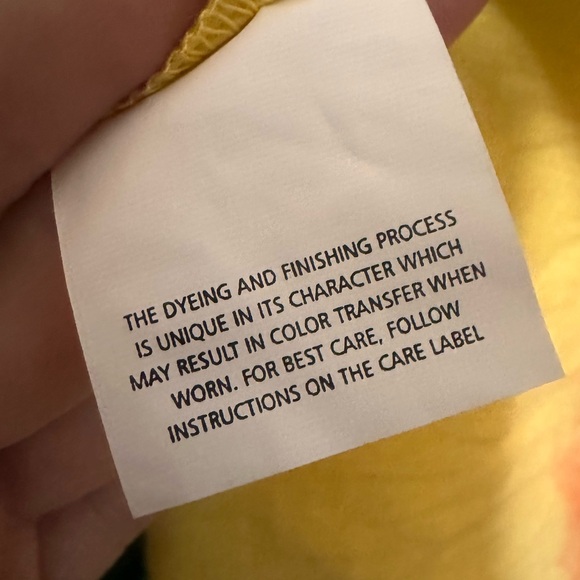 THE DYEING AND FINISHING PROCESS
IS UNIQUE IN ITS CHARACTER WHICH
MAY RESULT IN COLOR TRANSFER WHEN
WORN. FOR BEST CARE, FOLLOW
INSTRUCTIONS ON THE CARE LABEL